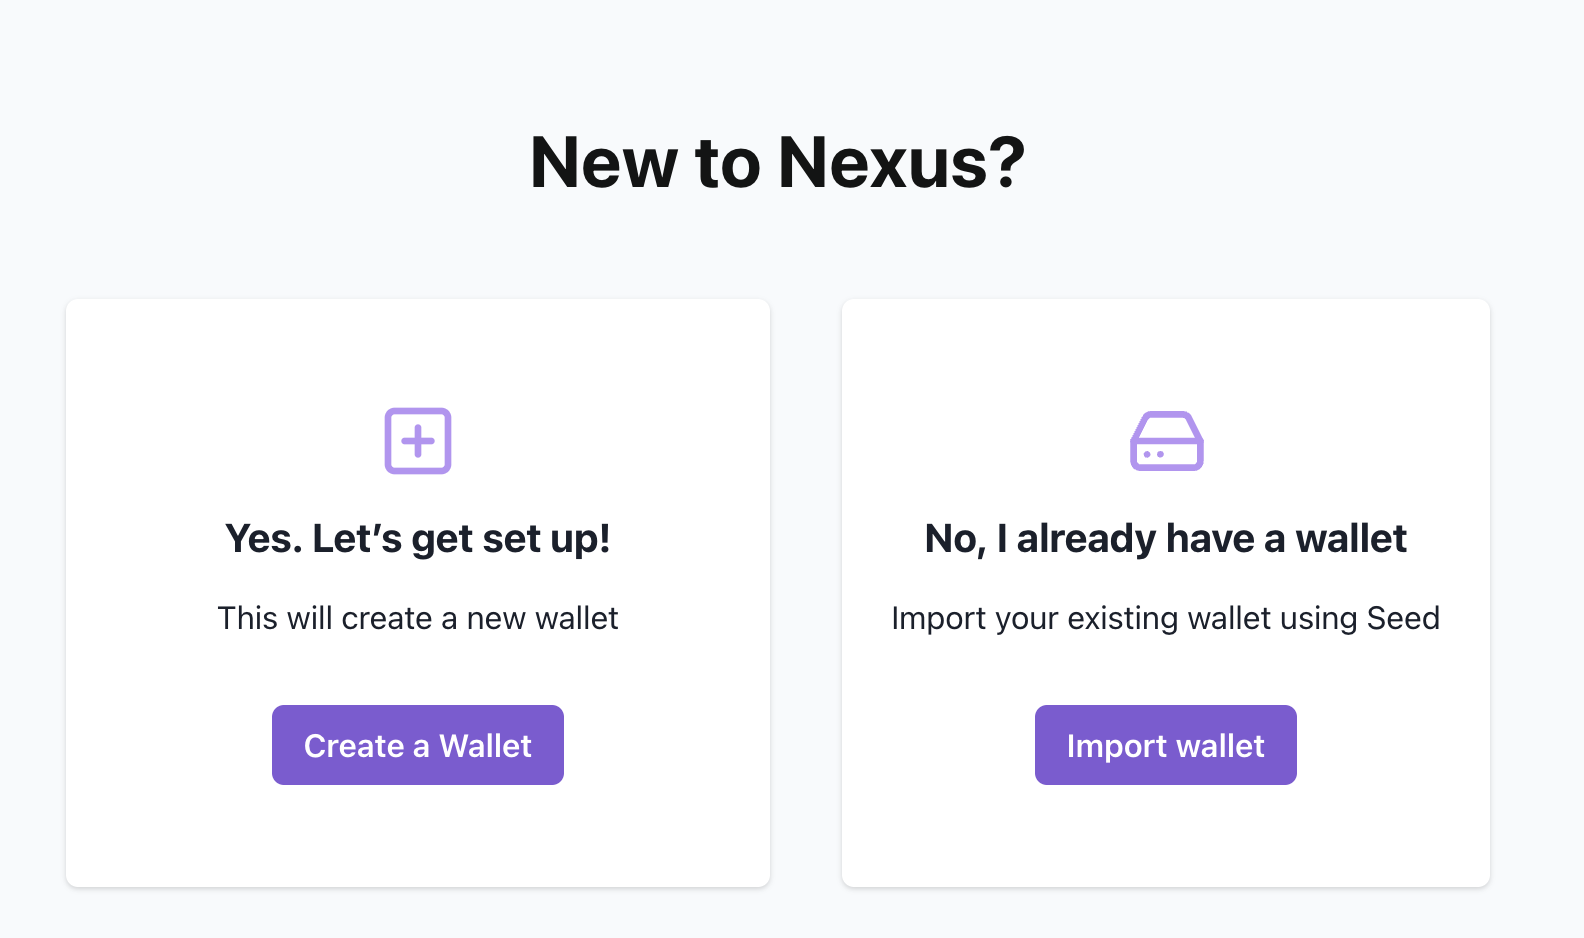 New to Nexus?
Yes. Let’s get set up!
This will create a new wallet
Create a Wallet
No, I already have a wallet
Import your existing wallet using Seed
Import wallet